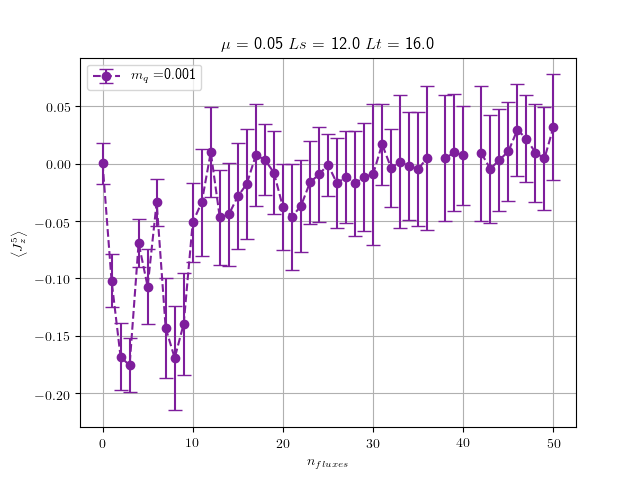 μ = 0.05 Ls = 12.0 Lt = 16.0
m_q =0.001
0.05
0.00
−0.05
−0.10
−0.15
−0.20
⟨J_z^5⟩
0 10 20 30 40 50
n_fluxes